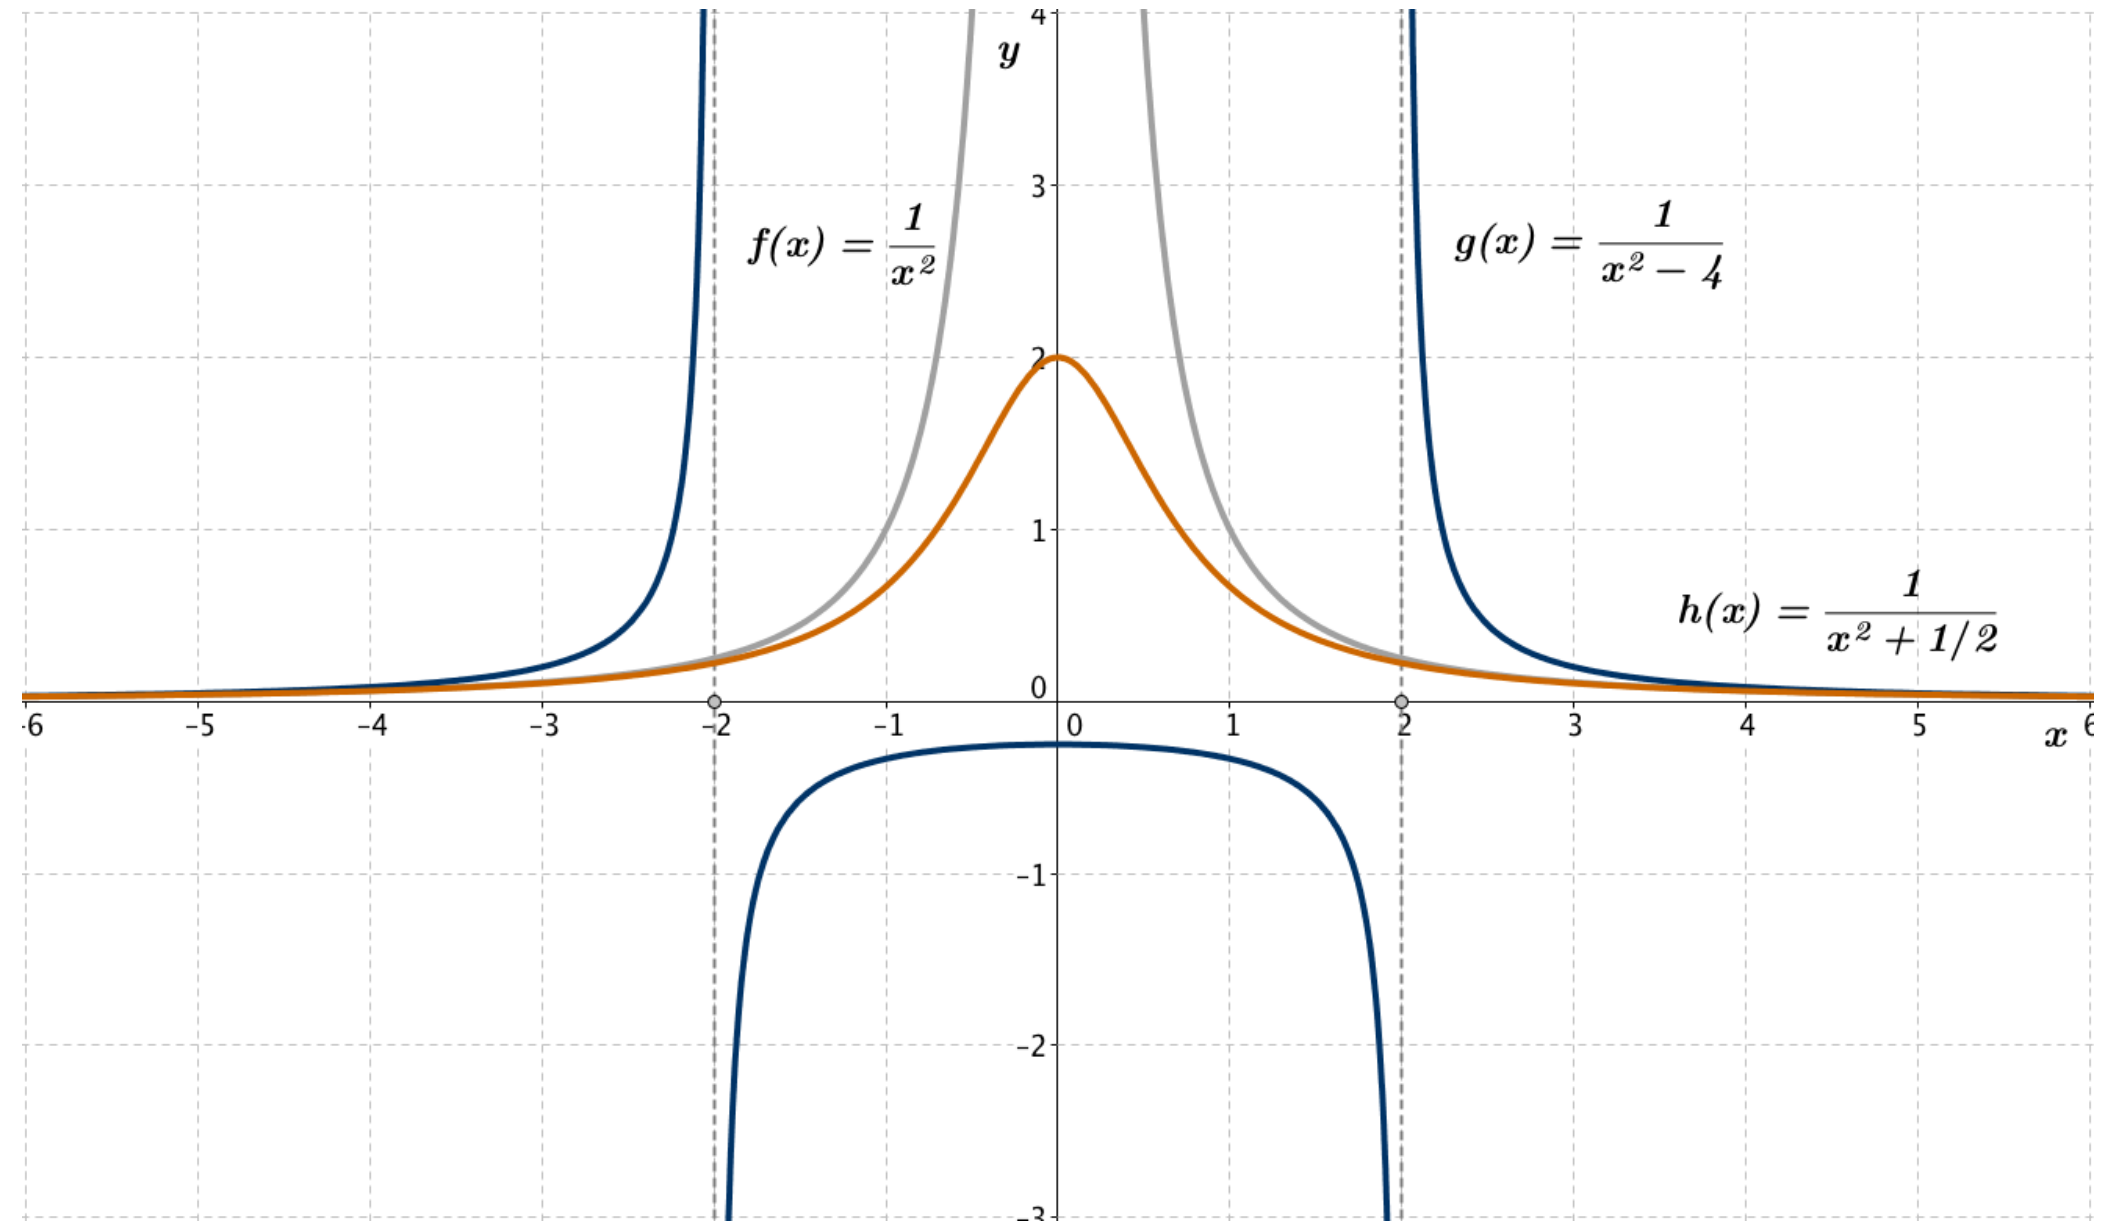 4
y
3
f(x) = 1/x²
g(x) = 1/(x² − 4)
2
1
h(x) = 1/(x² + 1/2)
0
-6 −5 −4 −3 −2 −1 0 1 2 3 4 5 6
x
−1
−2
−3